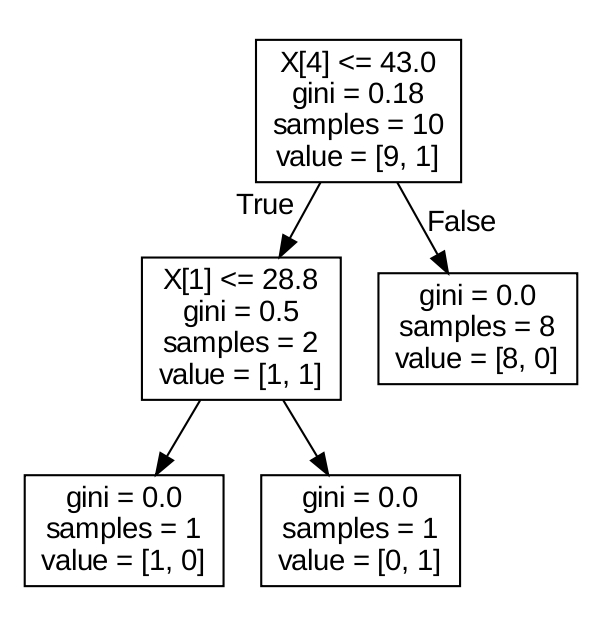 X[4] <= 43.0
gini = 0.18
samples = 10
value = [9, 1]
True
False
X[1] <= 28.8
gini = 0.5
samples = 2
value = [1, 1]
gini = 0.0
samples = 8
value = [8, 0]
gini = 0.0
samples = 1
value = [1, 0]
gini = 0.0
samples = 1
value = [0, 1]